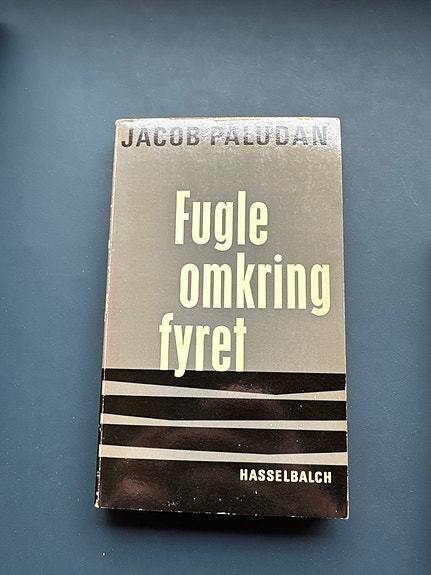 JACOB PALUDAN
Fugle
omkring
fyret
HASSELBALCH